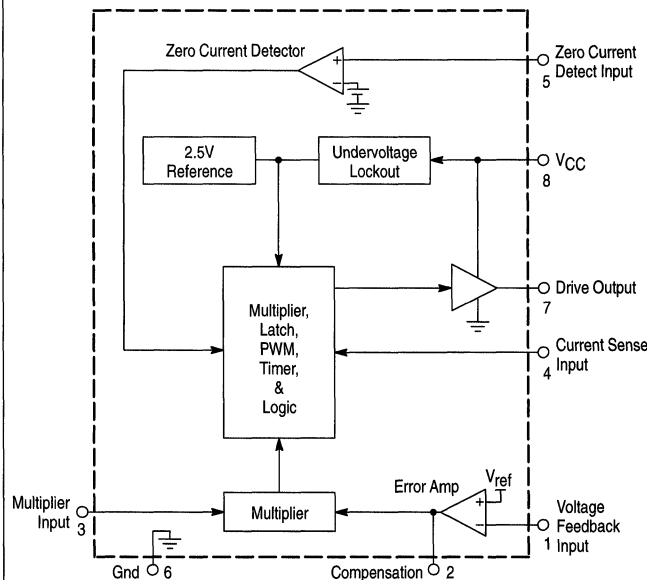 Zero Current Detector
+
−
Zero Current
Detect Input
5
2.5V
Reference
Undervoltage
Lockout
VCC
8
Multiplier,
Latch,
PWM,
Timer,
&
Logic
Drive Output
7
Current Sense
Input
4
Multiplier
Input
3
Multiplier
Error Amp
Vref
+
−
Voltage
Feedback
Input
1
Gnd
6
Compensation
2